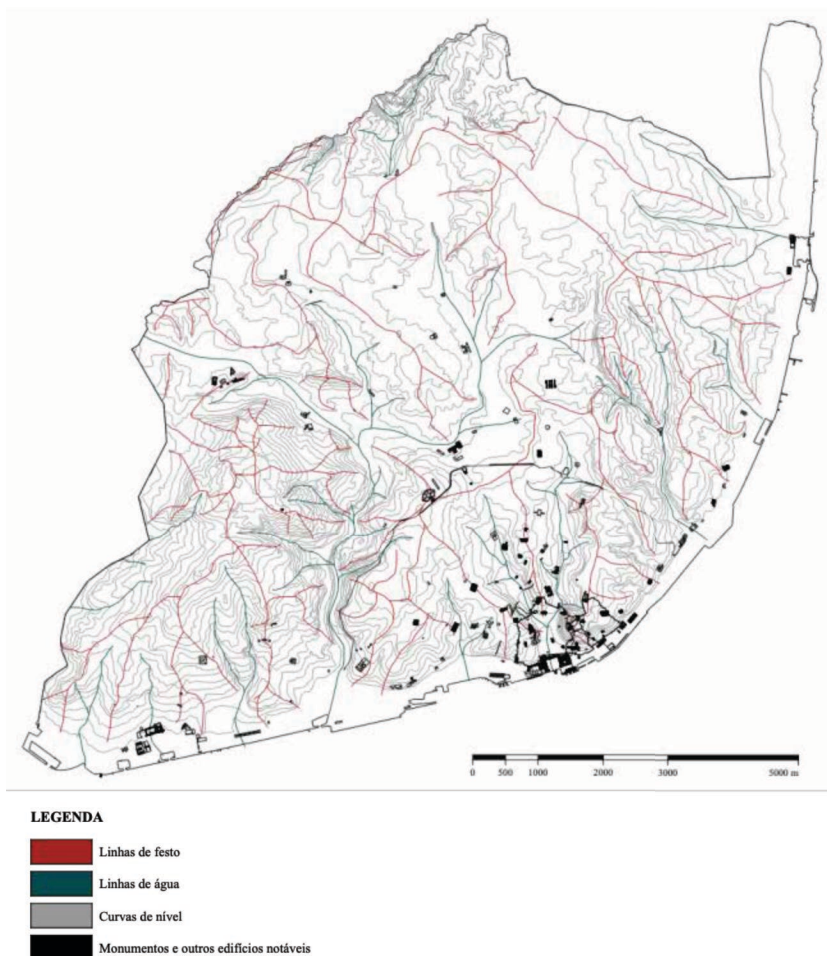 0 500 1000 2000 3000 5000 m
LEGENDA
Linhas de festo
Linhas de água
Curvas de nível
Monumentos e outros edifícios notáveis